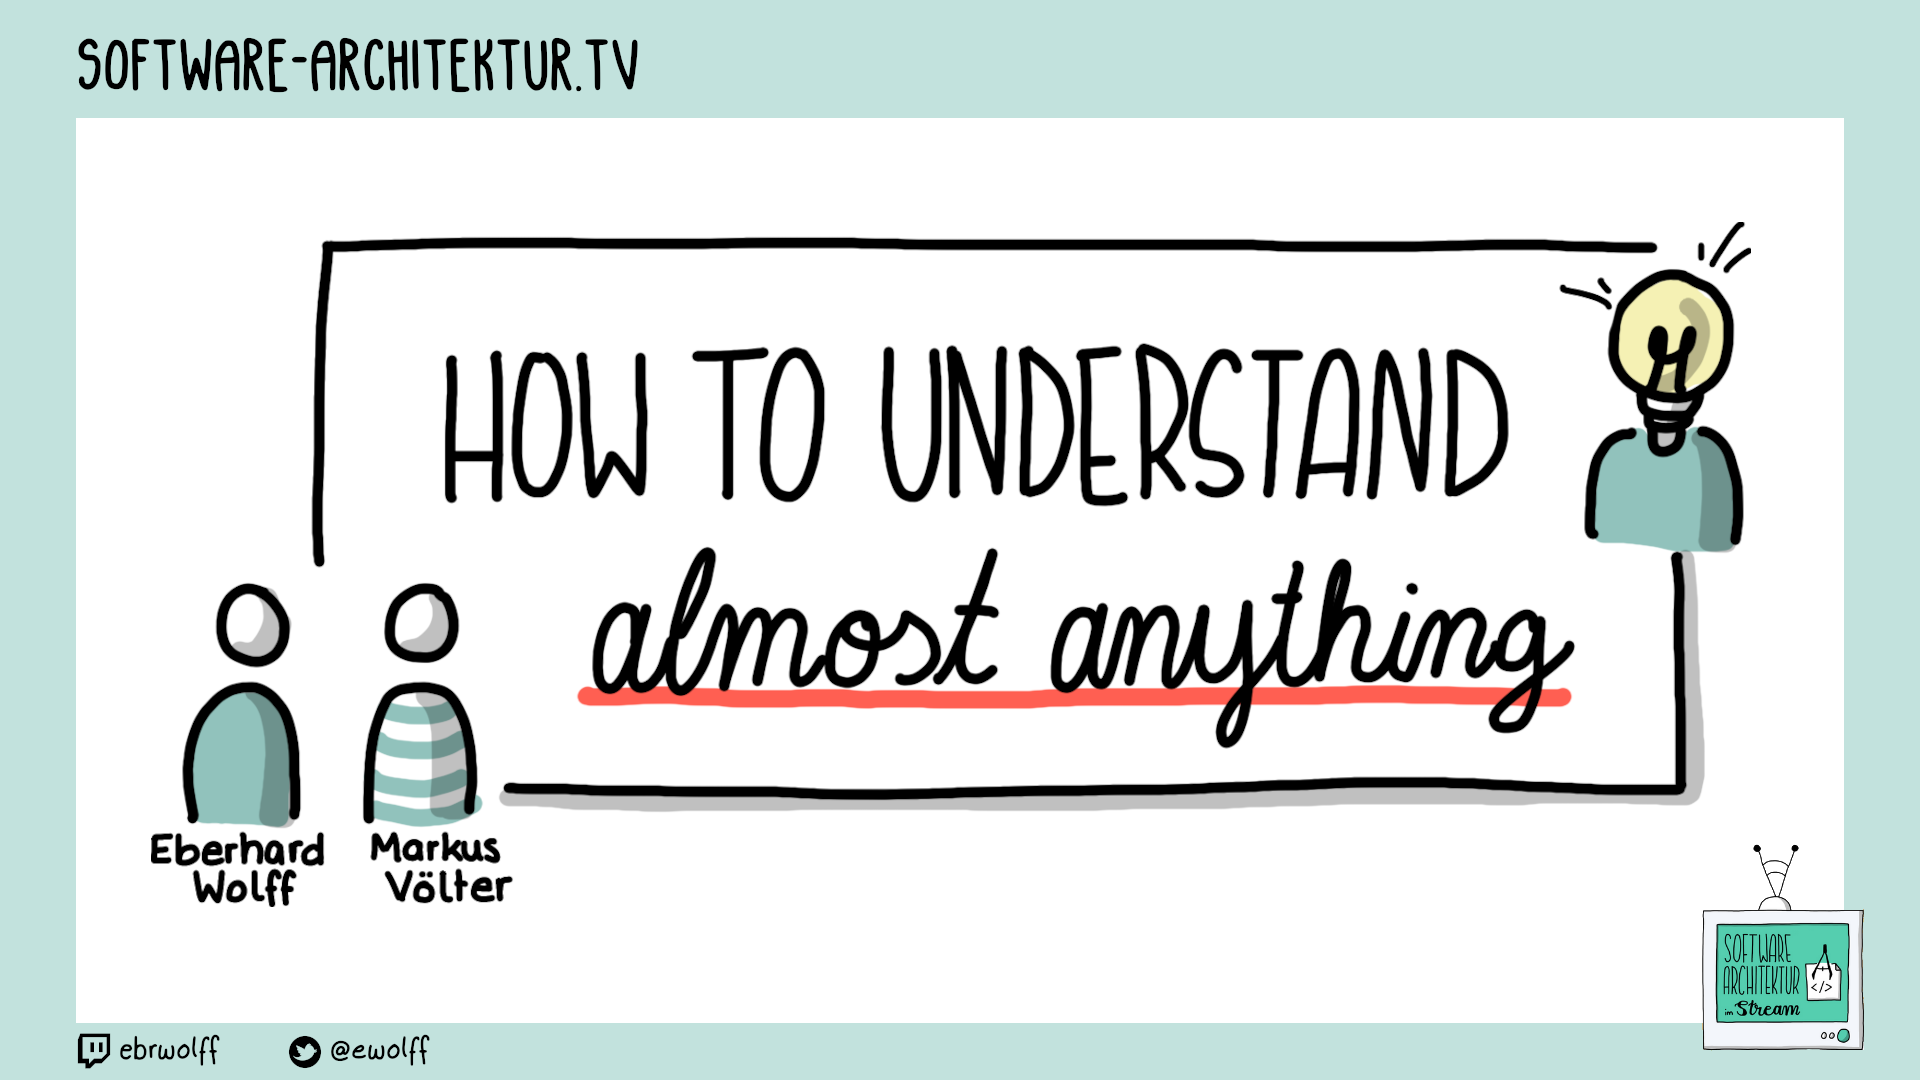 SOFTWARE-ARCHITEKTUR.TV
HOW TO UNDERSTAND
almost anything
Eberhard
Wolff
Markus
Völter
SOFTWARE
ARCHITEKTUR
</>
im Stream
ebrwolff
@ewolff